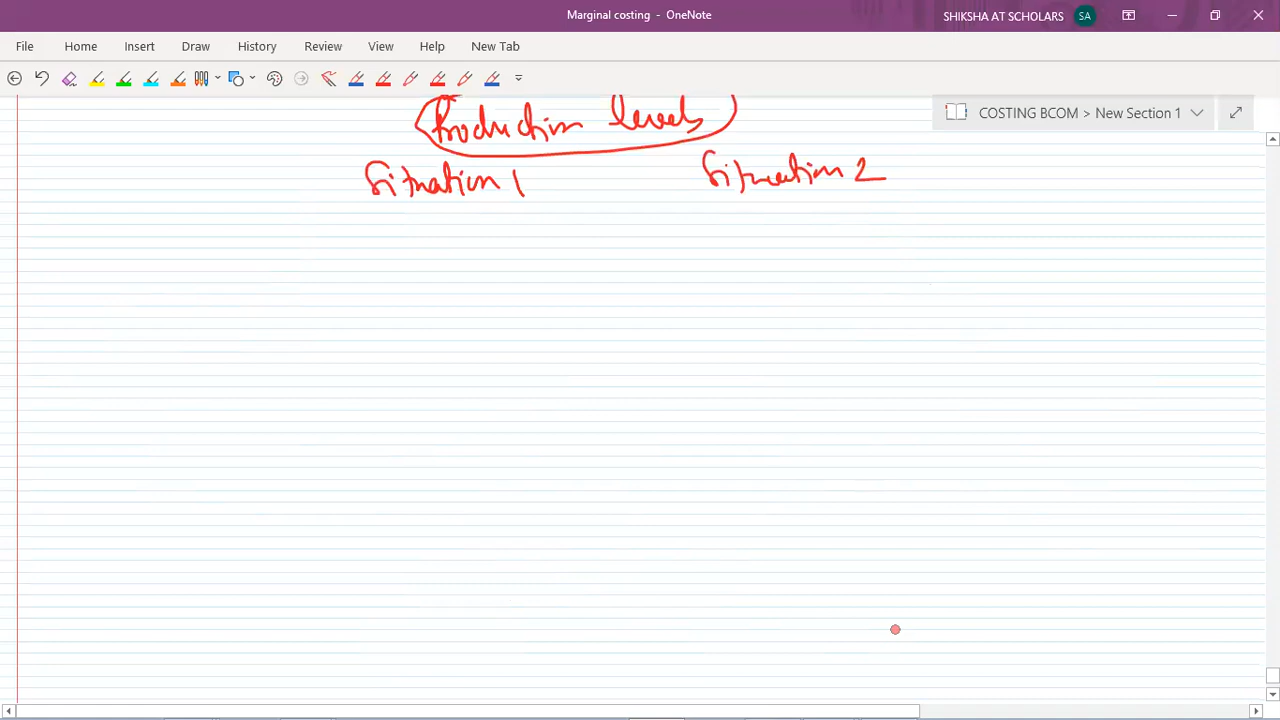 Marginal costing - OneNote
SHIKSHA AT SCHOLARS SA
File Home Insert Draw History Review View Help New Tab
COSTING BCOM > New Section 1
Production levels
Situation 1 Situation 2